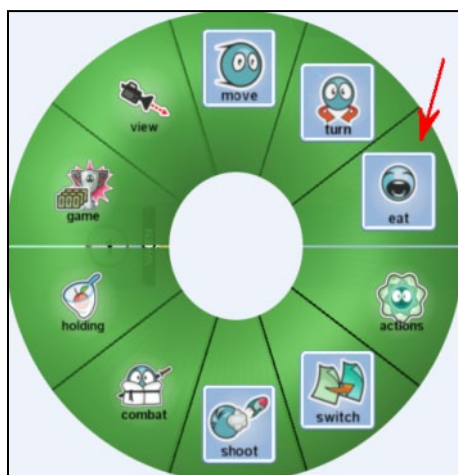 move
turn
eat
actions
switch
shoot
combat
holding
game
view